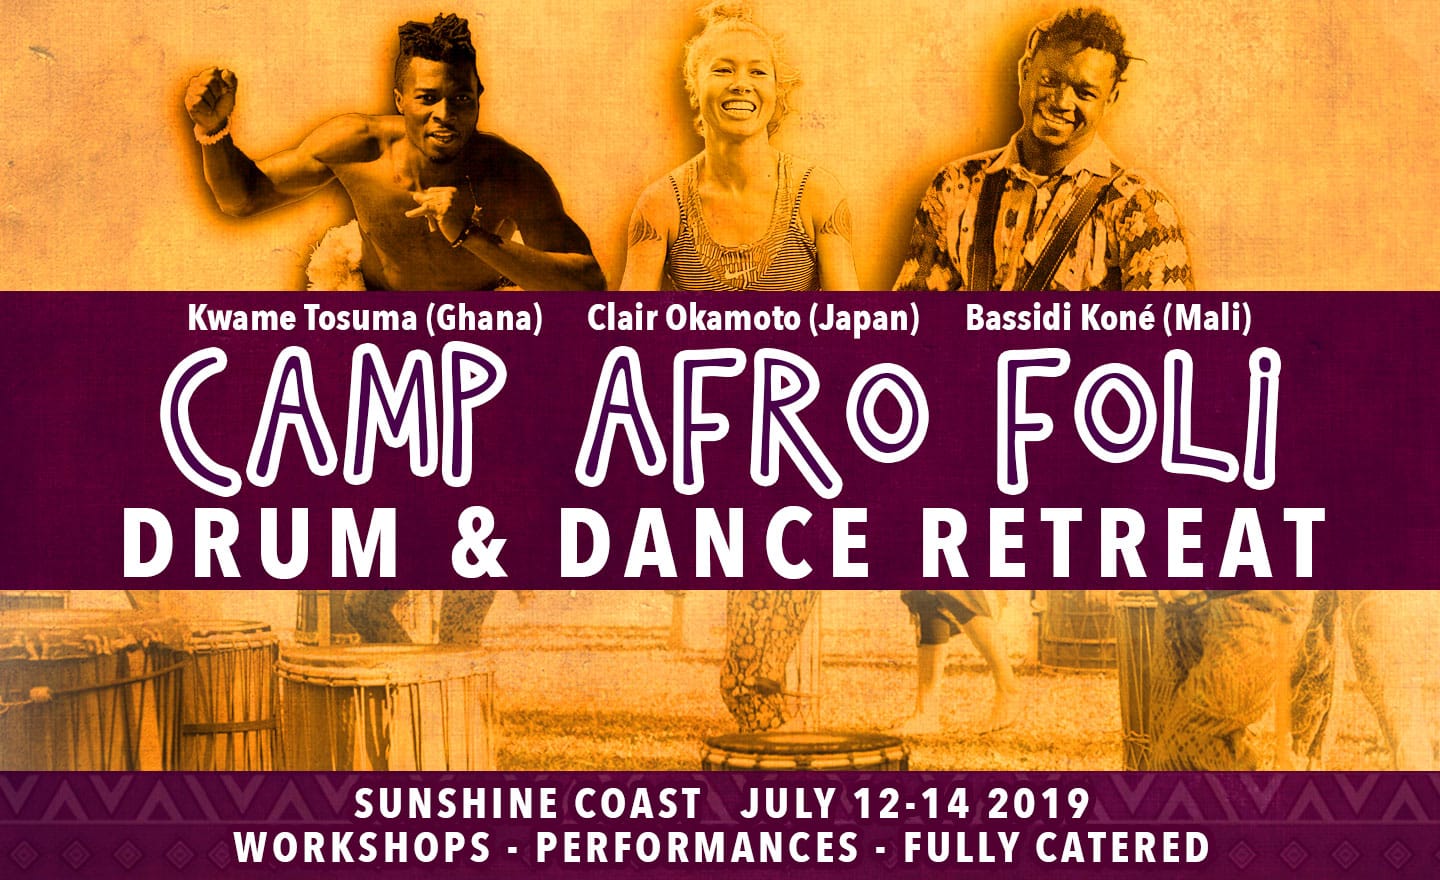 Kwame Tosuma (Ghana) Clair Okamoto (Japan) Bassidi Koné (Mali)
CAMP AFRO FOLi
DRUM & DANCE RETREAT
SUNSHINE COAST JULY 12-14 2019
WORKSHOPS - PERFORMANCES - FULLY CATERED